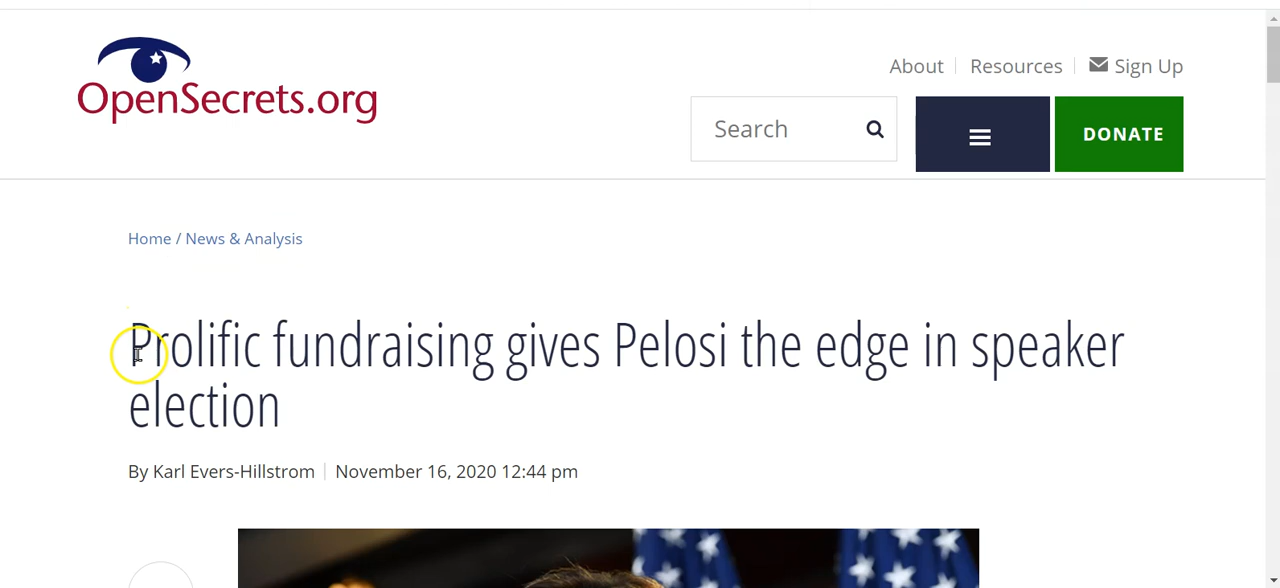 OpenSecrets.org
About
Resources
Sign Up
Search
DONATE
Home / News & Analysis
Prolific fundraising gives Pelosi the edge in speaker
election
By Karl Evers-Hillstrom
November 16, 2020 12:44 pm